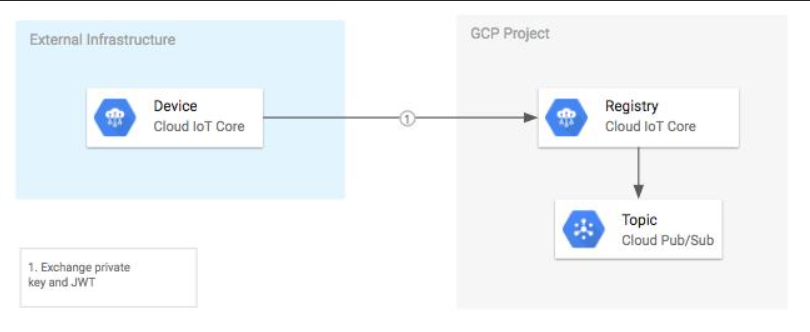 External Infrastructure
GCP Project
Device
Cloud IoT Core
1
Registry
Cloud IoT Core
Topic
Cloud Pub/Sub
1. Exchange private
key and JWT